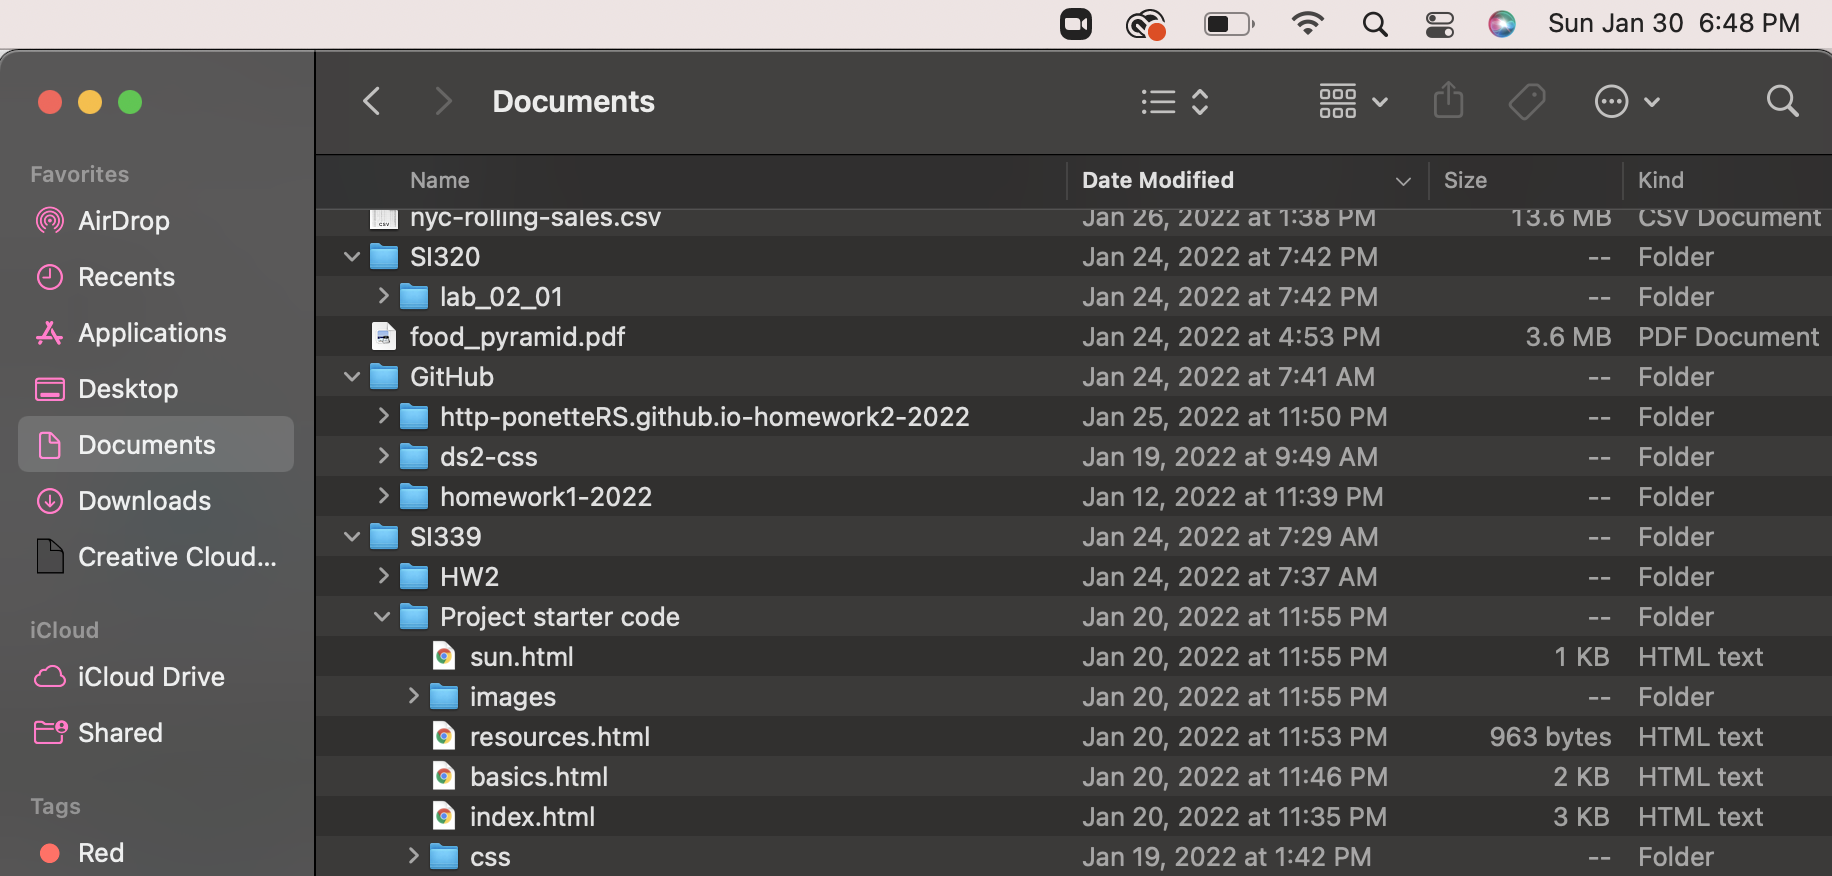 Sun Jan 30 6:48 PM
Documents
Favorites
AirDrop
Recents
Applications
Desktop
Documents
Downloads
Creative Cloud...
iCloud
iCloud Drive
Shared
Tags
Red
Name Date Modified Size Kind
nyc-rolling-sales.csv Jan 26, 2022 at 1:38 PM 13.6 MB CSV Document
SI320 Jan 24, 2022 at 7:42 PM -- Folder
lab_02_01 Jan 24, 2022 at 7:42 PM -- Folder
food_pyramid.pdf Jan 24, 2022 at 4:53 PM 3.6 MB PDF Document
GitHub Jan 24, 2022 at 7:41 AM -- Folder
http-ponetteRS.github.io-homework2-2022 Jan 25, 2022 at 11:50 PM -- Folder
ds2-css Jan 19, 2022 at 9:49 AM -- Folder
homework1-2022 Jan 12, 2022 at 11:39 PM -- Folder
SI339 Jan 24, 2022 at 7:29 AM -- Folder
HW2 Jan 24, 2022 at 7:37 AM -- Folder
Project starter code Jan 20, 2022 at 11:55 PM -- Folder
sun.html Jan 20, 2022 at 11:55 PM 1 KB HTML text
images Jan 20, 2022 at 11:55 PM -- Folder
resources.html Jan 20, 2022 at 11:53 PM 963 bytes HTML text
basics.html Jan 20, 2022 at 11:46 PM 2 KB HTML text
index.html Jan 20, 2022 at 11:35 PM 3 KB HTML text
css Jan 19, 2022 at 1:42 PM -- Folder